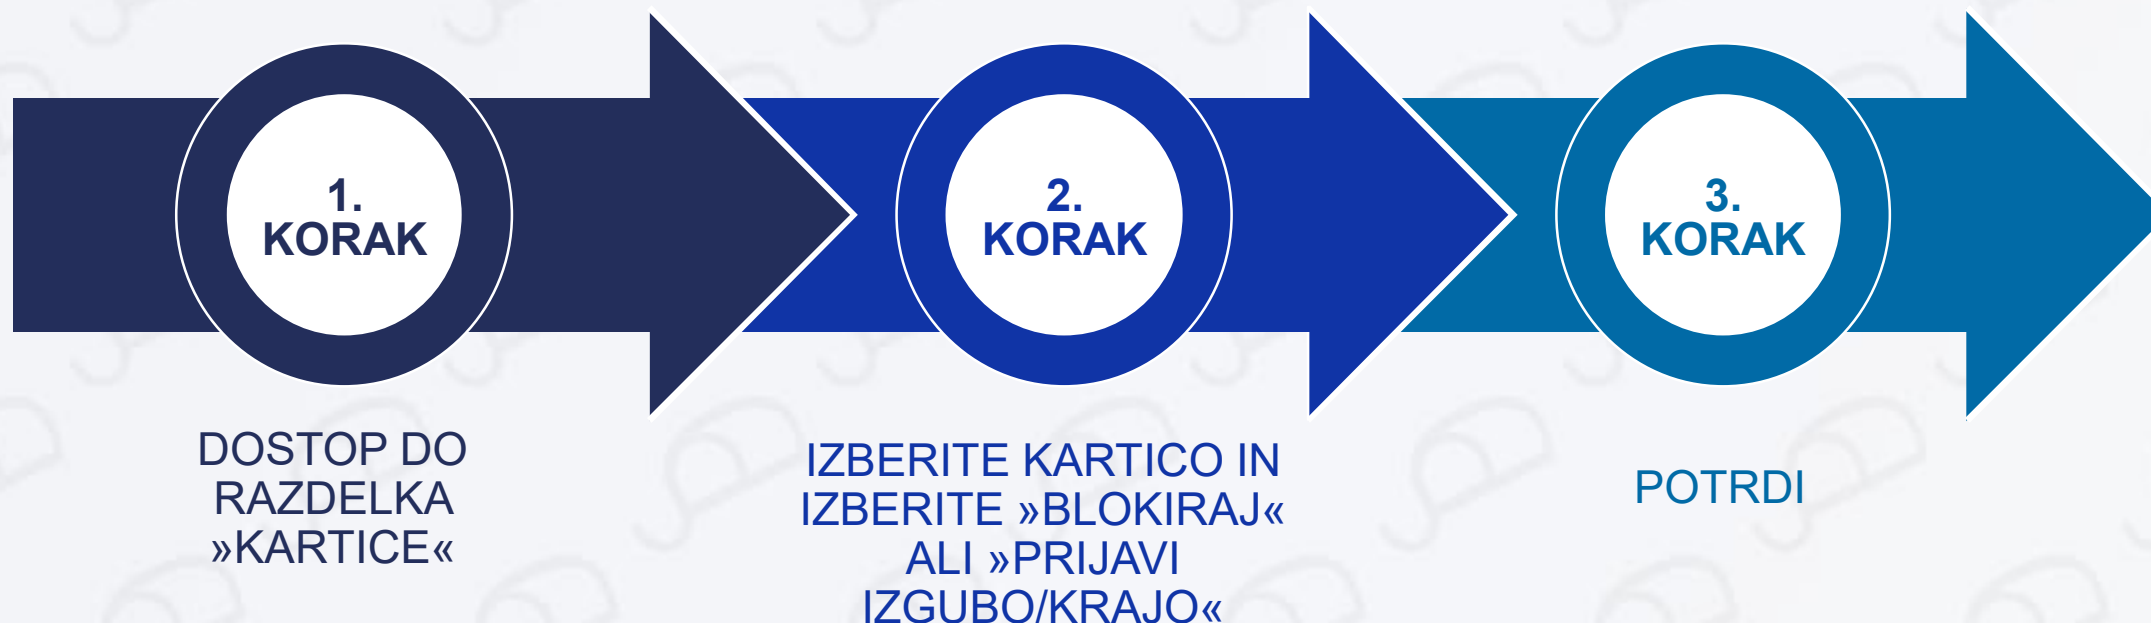 1.
KORAK
DOSTOP DO
RAZDELKA
»KARTICE«
2.
KORAK
IZBERITE KARTICO IN
IZBERITE »BLOKIRAJ«
ALI »PRIJAVI
IZGUBO/KRAJO«
3.
KORAK
POTRDI